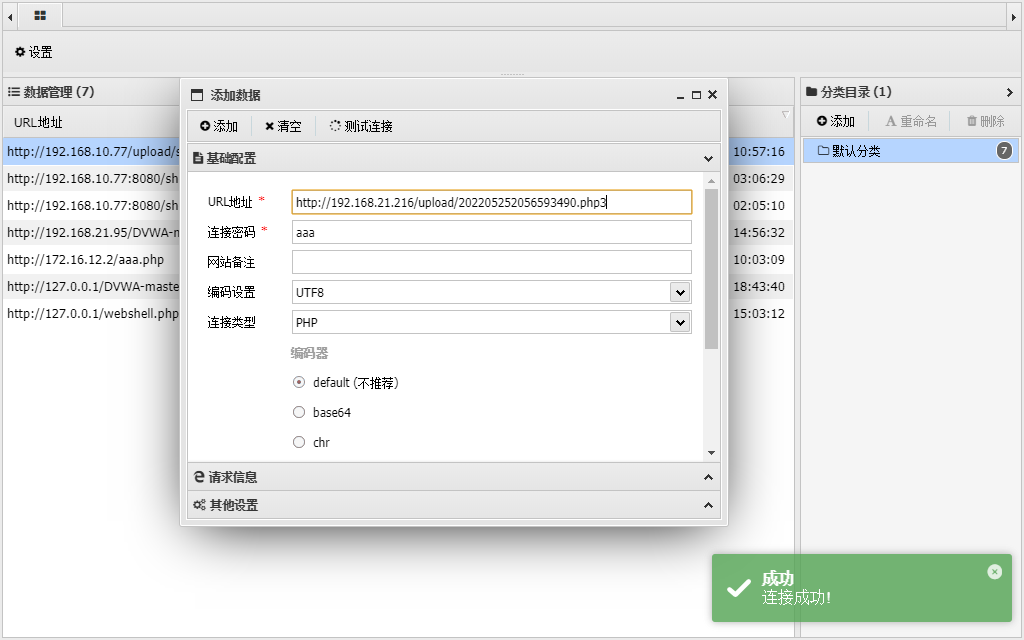 设置
数据管理 (7)
URL地址
http://192.168.10.77/upload/s
10:57:16
http://192.168.10.77:8080/sh
03:06:29
http://192.168.10.77:8080/sh
02:05:10
http://192.168.21.95/DVWA-m
14:56:32
http://172.16.12.2/aaa.php
10:03:09
http://127.0.0.1/DVWA-maste
18:43:40
http://127.0.0.1/webshell.php
15:03:12
添加数据
添加 清空 测试连接
基础配置
URL地址 * http://192.168.21.216/upload/202205252056593490.php3
连接密码 * aaa
网站备注
编码设置 UTF8
连接类型 PHP
编码器
default (不推荐)
base64
chr
请求信息
其他设置
分类目录 (1)
添加 重命名 删除
默认分类 7
成功
连接成功!